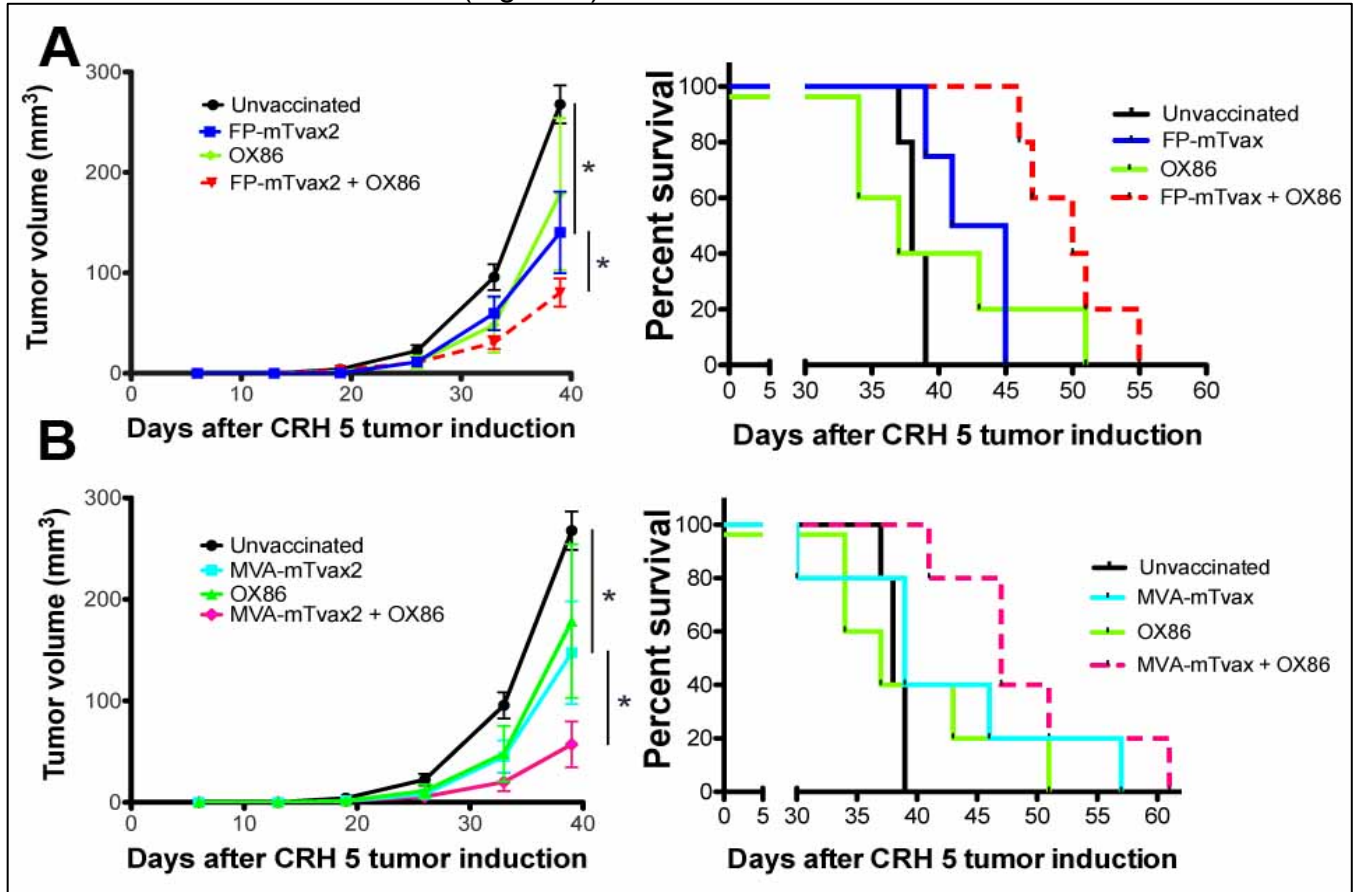 A
300
200
100
0
Tumor volume (mm3)
Unvaccinated
FP-mTvax2
OX86
FP-mTvax2 + OX86
*
*
0 10 20 30 40
Days after CRH 5 tumor induction
100
80
60
40
20
0
Percent survival
Unvaccinated
FP-mTvax
OX86
FP-mTvax + OX86
0 5 30 35 40 45 50 55 60
Days after CRH 5 tumor induction
B
300
200
100
0
Tumor volume (mm3)
Unvaccinated
MVA-mTvax2
OX86
MVA-mTvax2 + OX86
*
*
0 10 20 30 40
Days after CRH 5 tumor induction
100
80
60
40
20
0
Percent survival
Unvaccinated
MVA-mTvax
OX86
MVA-mTvax + OX86
0 5 30 35 40 45 50 55 60
Days after CRH 5 tumor induction